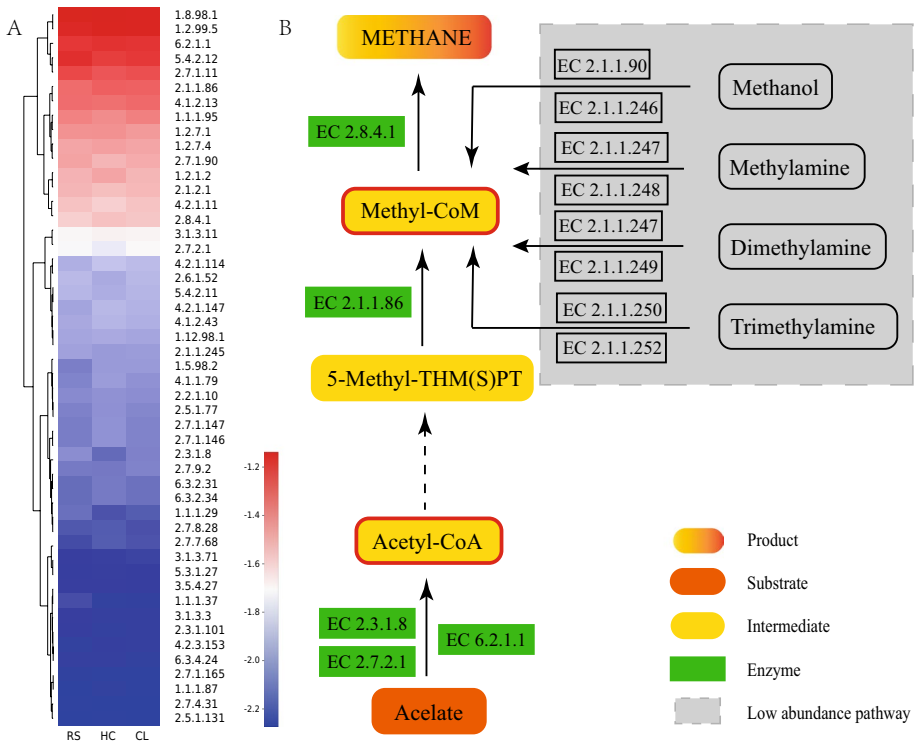 A
1.8.98.1
1.2.99.5
6.2.1.1
5.4.2.12
2.7.1.11
2.1.1.86
4.1.2.13
1.1.1.95
1.2.7.1
1.2.7.4
2.7.1.90
1.2.1.2
2.1.2.1
4.2.1.11
2.8.4.1
3.1.3.11
2.7.2.1
4.2.1.114
2.6.1.52
5.4.2.11
4.2.1.147
4.1.2.43
1.12.98.1
2.1.1.245
1.5.98.2
4.1.1.79
2.2.1.10
2.5.1.77
2.7.1.147
2.7.1.146
2.3.1.8
2.7.9.2
6.3.2.31
6.3.2.34
1.1.1.29
2.7.8.28
2.7.7.68
3.1.3.71
5.3.1.27
3.5.4.27
1.1.1.37
3.1.3.3
2.3.1.101
4.2.3.153
6.3.4.24
2.7.1.165
1.1.1.87
2.7.4.31
2.5.1.131
RS HC CL
-1.2
-1.4
-1.6
-1.8
-2.0
-2.2
B
METHANE
EC 2.8.4.1
Methyl-CoM
EC 2.1.1.86
5-Methyl-THM(S)PT
Acetyl-CoA
EC 2.3.1.8
EC 6.2.1.1
EC 2.7.2.1
Acelate
EC 2.1.1.90
Methanol
EC 2.1.1.246
EC 2.1.1.247
Methylamine
EC 2.1.1.248
EC 2.1.1.247
Dimethylamine
EC 2.1.1.249
EC 2.1.1.250
Trimethylamine
EC 2.1.1.252
Product
Substrate
Intermediate
Enzyme
Low abundance pathway